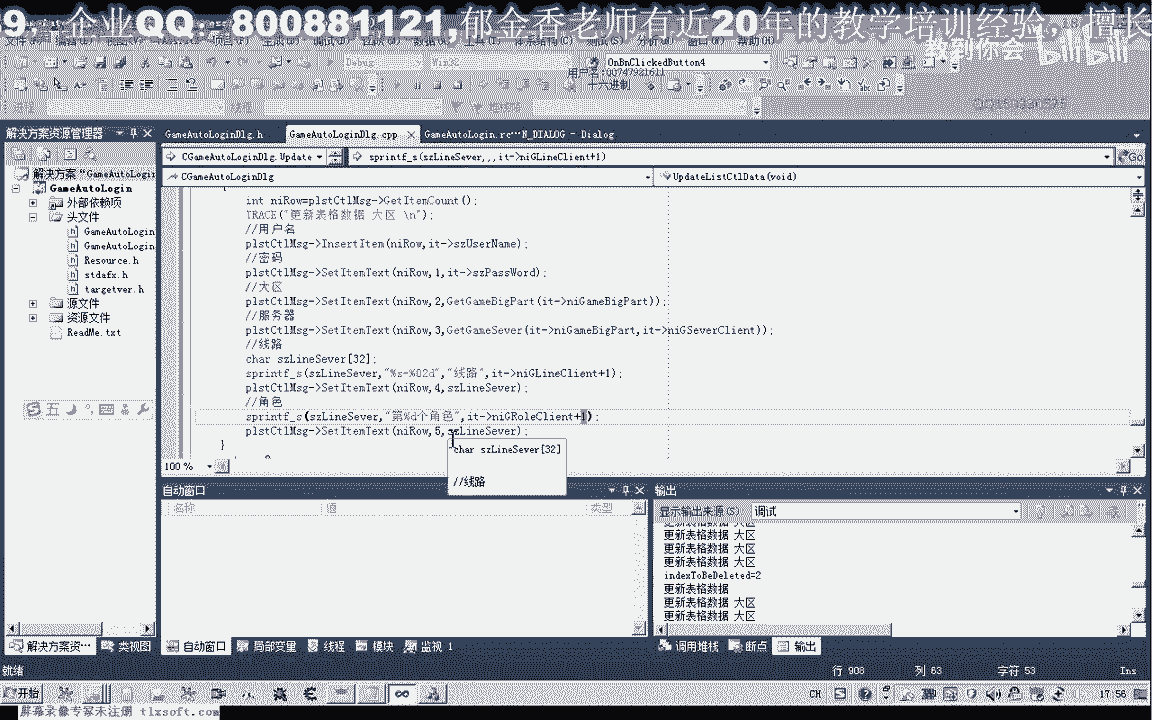 9，企业QQ：800881121,郁金香老师有近20年的教学培训经验，擅长
教到你会 bilibili
Debug
Win32
OnBnClickedButton4
用户名:QQ747921611
十六进制
解决方案资源管理器
GameAutoLoginDlg.h
GameAutoLoginDlg.cpp
GameAutoLogin.rc…N_DIALOG - Dialog
CGameAutoLoginDlg.Update
sprintf_s(szLineSever,,,it->niGLineClient+1)
Go
CGameAutoLoginDlg
UpdateListCtlData(void)
解决方案"GameAutoLogin
GameAutoLogin
外部依赖项
头文件
GameAutoLogin
GameAutoLogin
Resource.h
stdafx.h
targetver.h
源文件
资源文件
ReadMe.txt
int niRow=plstCtlMsg->GetItemCount();
TRACE("更新表格数据 大区 \n");
//用户名
plstCtlMsg->InsertItem(niRow,it->szUserName);
//密码
plstCtlMsg->SetItemText(niRow,1,it->szPassWord);
//大区
plstCtlMsg->SetItemText(niRow,2,GetGameBigPart(it->niGameBigPart));
//服务器
plstCtlMsg->SetItemText(niRow,3,GetGameSever(it->niGameBigPart,it->niGSeverClient));
//线路
char szLineSever[32];
sprintf_s(szLineSever,"%s-%02d","线路",it->niGLineClient+1);
plstCtlMsg->SetItemText(niRow,4,szLineSever);
//角色
sprintf_s(szLineSever,"第%d个角色",it->niGRoleClient+1);
plstCtlMsg->SetItemText(niRow,5,szLineSever);
}
char szLineSever[32]
//线路
100 %
自动窗口
名称
值
类型
输出
显示输出来源(S)
调试
更新表格数据 大区
更新表格数据 大区
更新表格数据 大区
更新表格数据 大区
indexToBeDeleted=2
更新表格数据
更新表格数据 大区
更新表格数据 大区
解决方案资…
类视图
自动窗口
局部变量
线程
模块
监视 1
调用堆栈
断点
输出
就绪
行 908
列 63
字符 53
Ins
开始
CH
17:56
屏幕录像专家未注册 tlxsoft.com